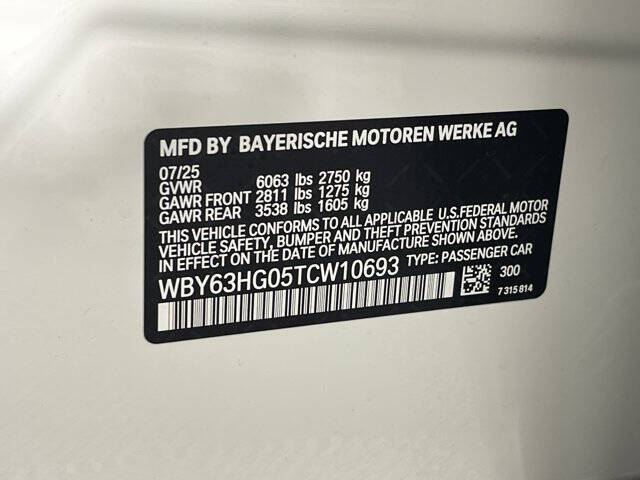 MFD BY BAYERISCHE MOTOREN WERKE AG
07/25
GVWR 6063 lbs 2750 kg
GAWR FRONT 2811 lbs 1275 kg
GAWR REAR 3538 lbs 1605 kg
THIS VEHICLE CONFORMS TO ALL APPLICABLE U.S.FEDERAL MOTOR
VEHICLE SAFETY, BUMPER AND THEFT PREVENTION STANDARDS
IN EFFECT ON THE DATE OF MANUFACTURE SHOWN ABOVE.
WBY63HG05TCW10693 TYPE: PASSENGER CAR
300
7 315 814